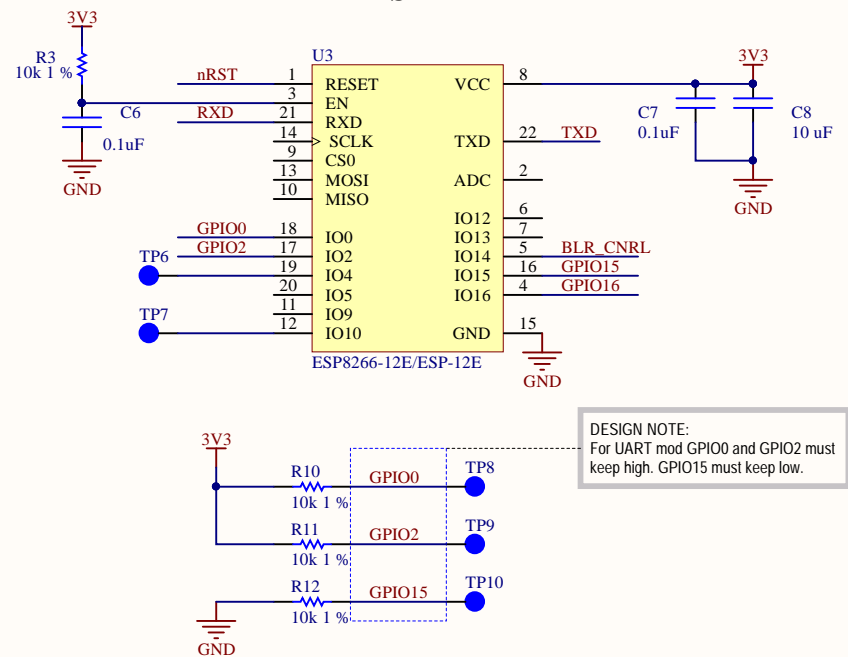 3V3
R3
10k 1 %
C6
0.1uF
GND
nRST
RXD
GPIO0
GPIO2
TP6
TP7
U3
1 RESET
3 EN
21 RXD
14 SCLK
9 CS0
13 MOSI
10 MISO
18 IO0
17 IO2
19 IO4
20 IO5
11 IO9
12 IO10
VCC 8
TXD 22
ADC 2
IO12 6
IO13 7
IO14 5
IO15 16
IO16 4
GND 15
ESP8266-12E/ESP-12E
TXD
BLR_CNRL
GPIO15
GPIO16
GND
3V3
C7
0.1uF
C8
10 uF
GND
DESIGN NOTE:
For UART mod GPIO0 and GPIO2 must
keep high. GPIO15 must keep low.
3V3
R10
10k 1 %
GPIO0
TP8
R11
10k 1 %
GPIO2
TP9
R12
10k 1 %
GPIO15
TP10
GND